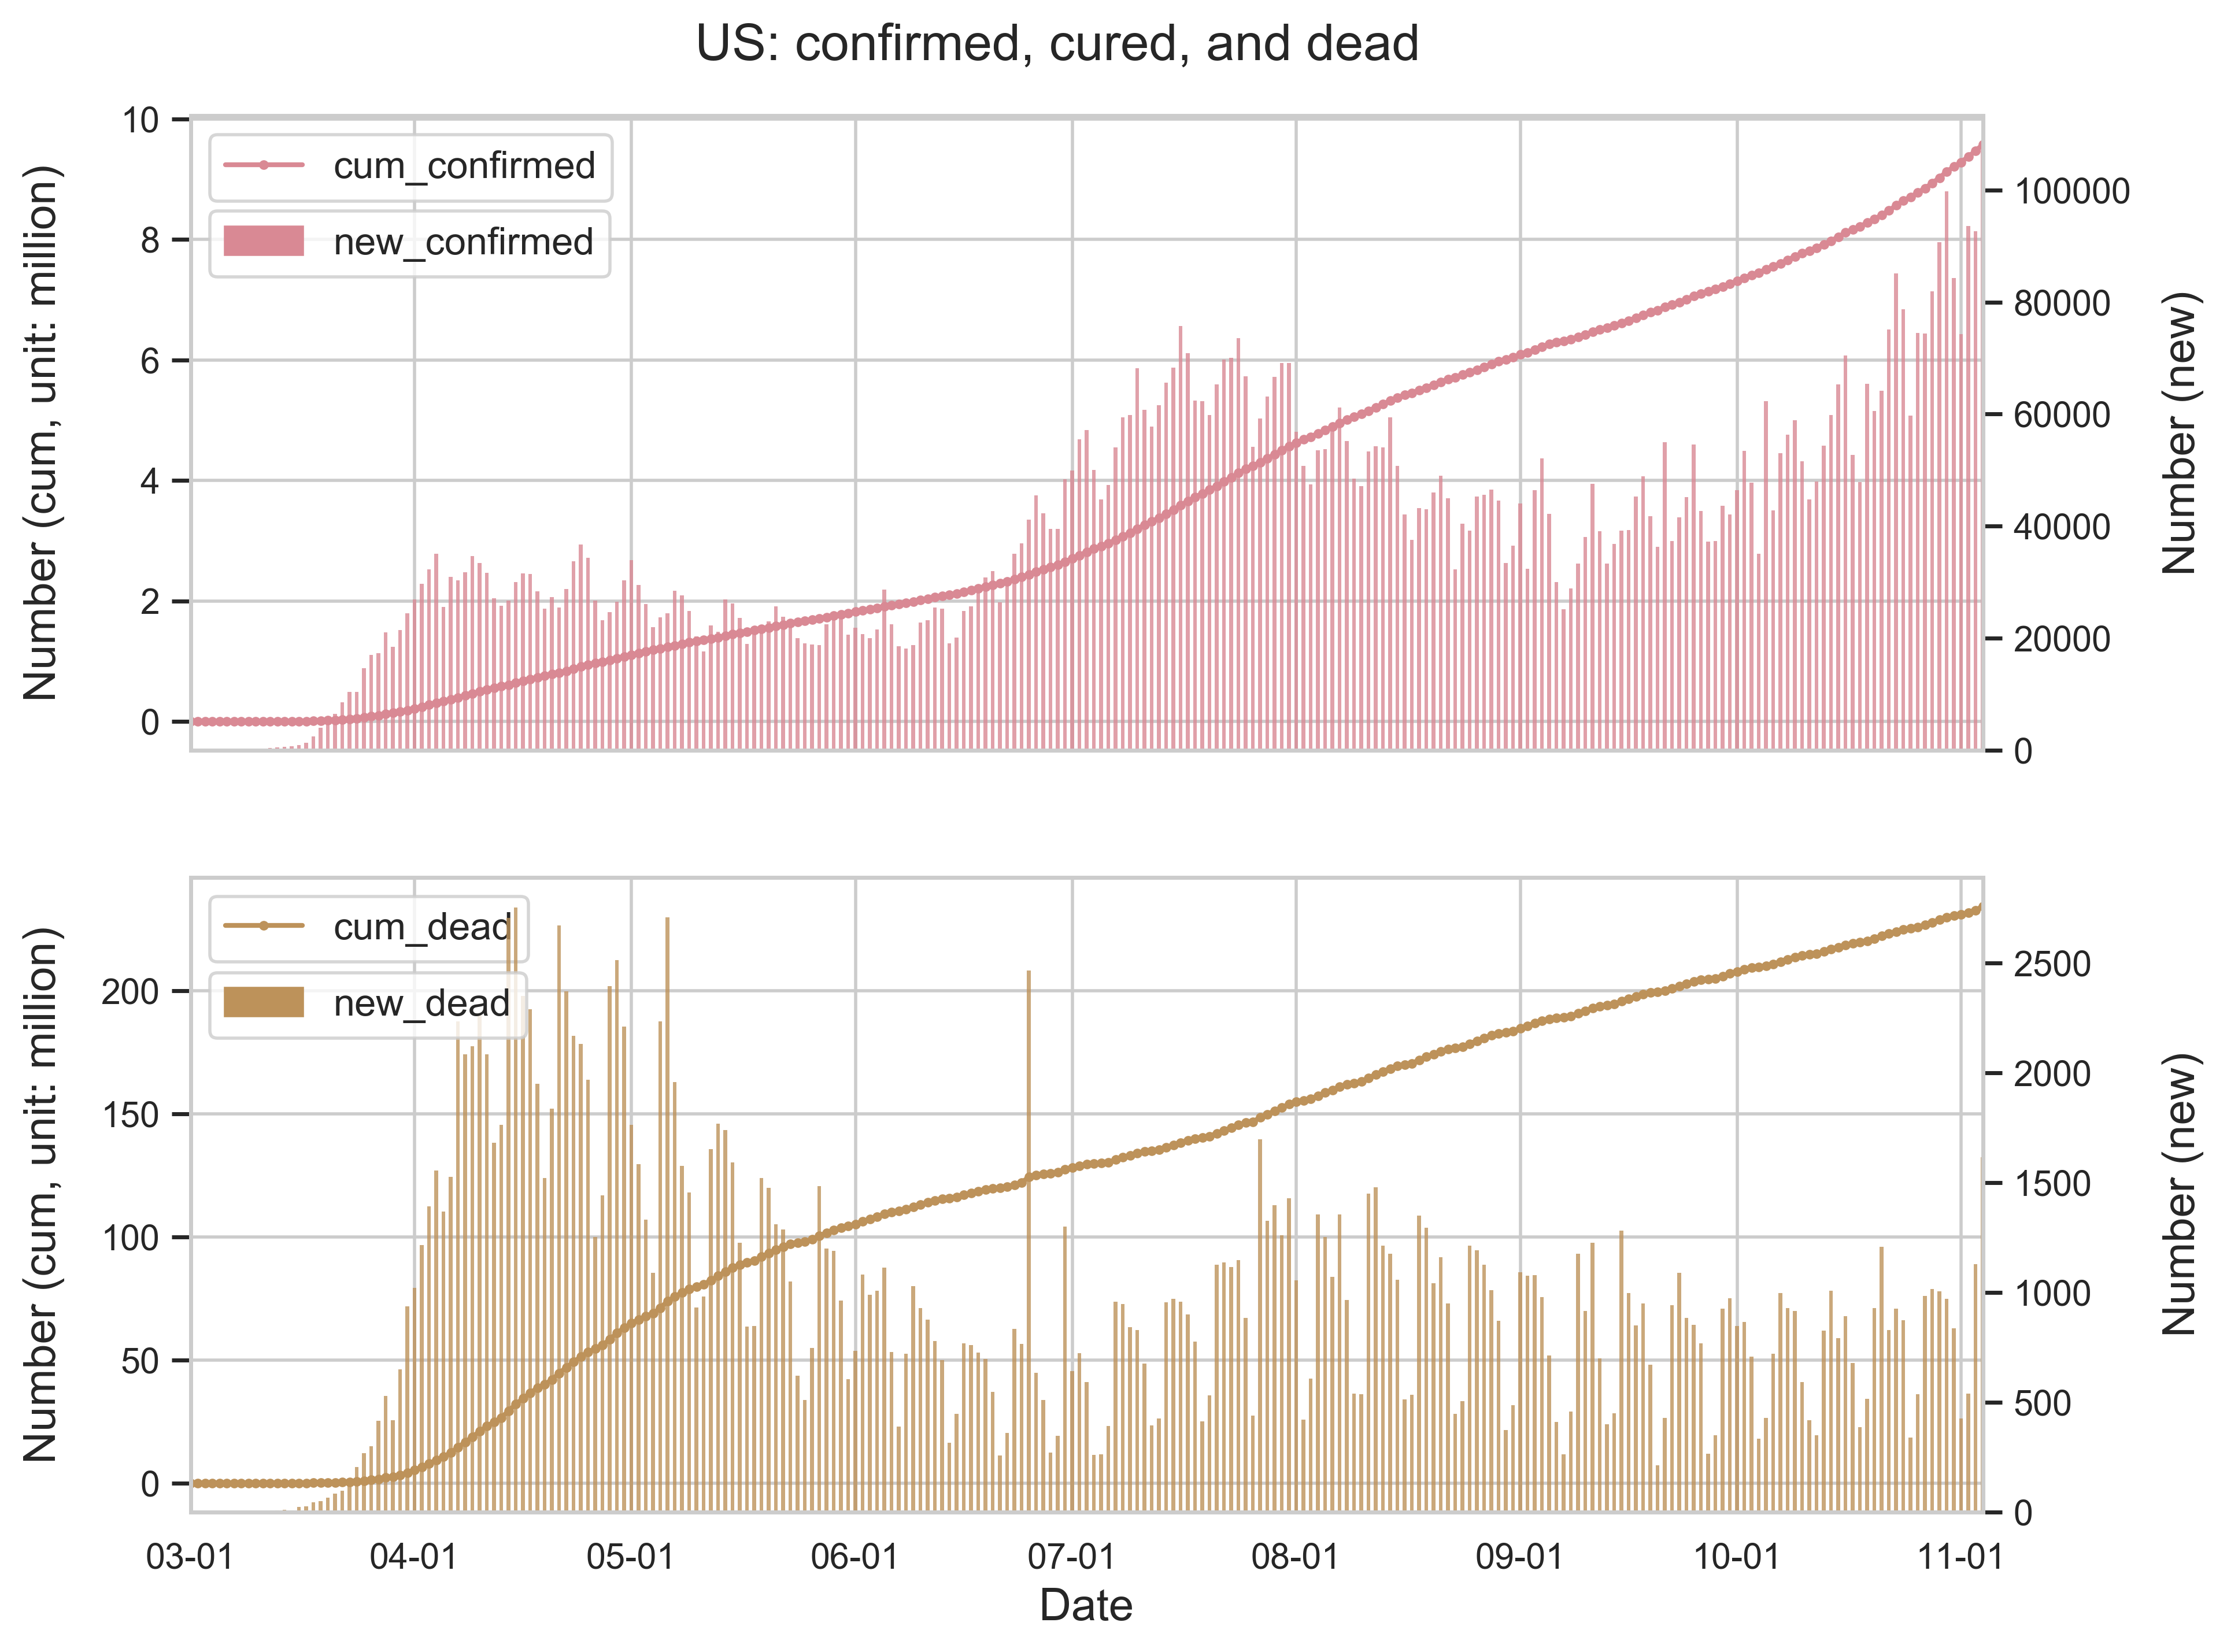 US: confirmed, cured, and dead
10
8
6
4
2
0
Number (cum, unit: million)
cum_confirmed
new_confirmed
100000
80000
60000
40000
20000
0
Number (new)
200
150
100
50
0
Number (cum, unit: million)
cum_dead
new_dead
2500
2000
1500
1000
500
0
Number (new)
03-01 04-01 05-01 06-01 07-01 08-01 09-01 10-01 11-01
Date